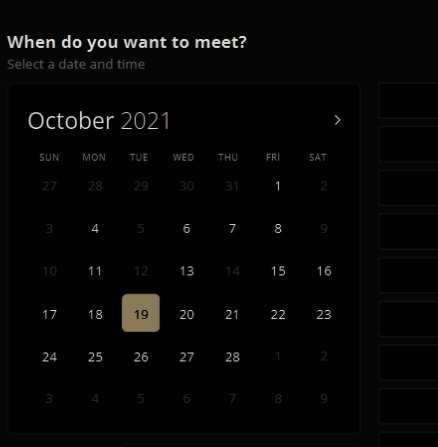 When do you want to meet?
Select a date and time
October 2021 >
SUN MON TUE WED THU FRI SAT
27 28 29 30 31 1 2
3 4 5 6 7 8 9
10 11 12 13 14 15 16
17 18 19 20 21 22 23
24 25 26 27 28 1 2
3 4 5 6 7 8 9